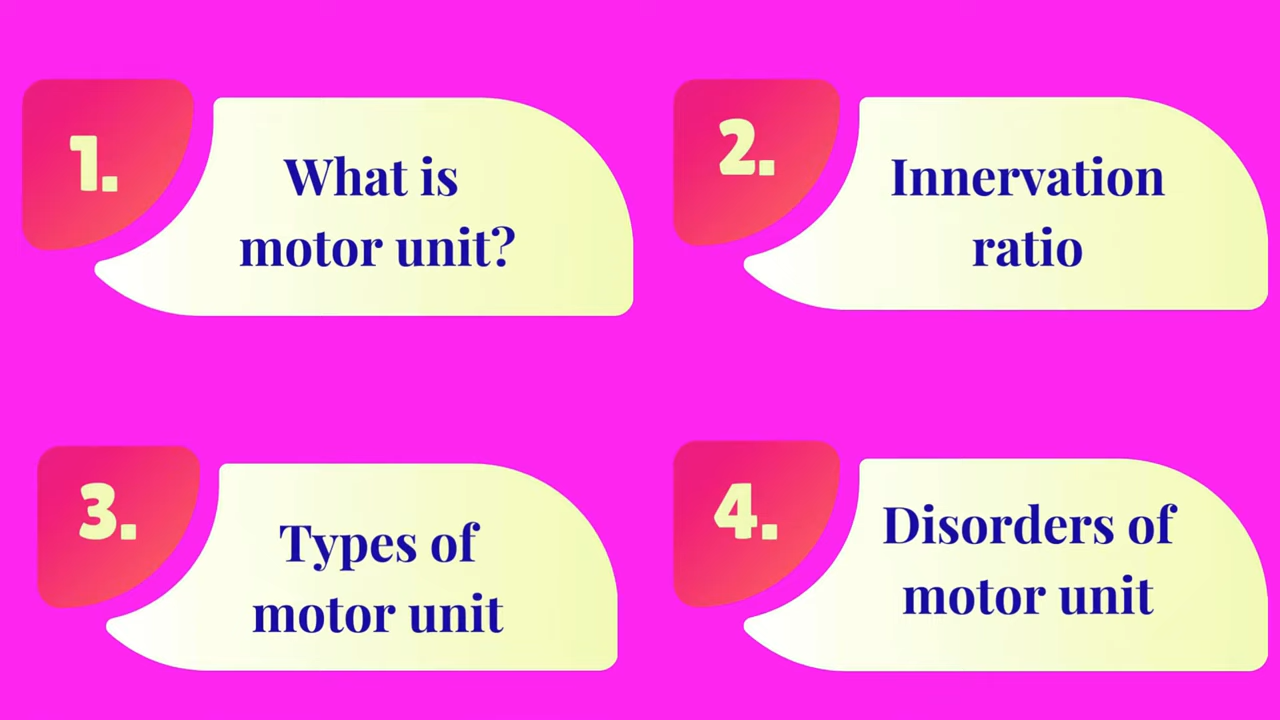 1.
What is
motor unit?
2.
Innervation
ratio
3.
Types of
motor unit
4.
Disorders of
motor unit